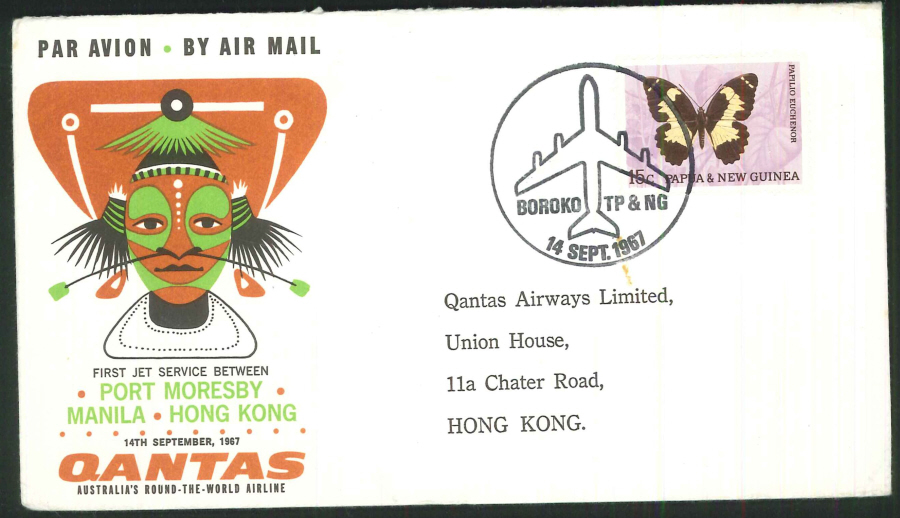 PAR AVION • BY AIR MAIL
FIRST JET SERVICE BETWEEN
• PORT MORESBY •
MANILA • HONG KONG
14TH SEPTEMBER, 1967
QANTAS
AUSTRALIA'S ROUND-THE-WORLD AIRLINE
BOROKO TP & NG
14 SEPT. 1967
PAPILIO EUCHENOR
15c PAPUA & NEW GUINEA
Qantas Airways Limited,
Union House,
11a Chater Road,
HONG KONG.